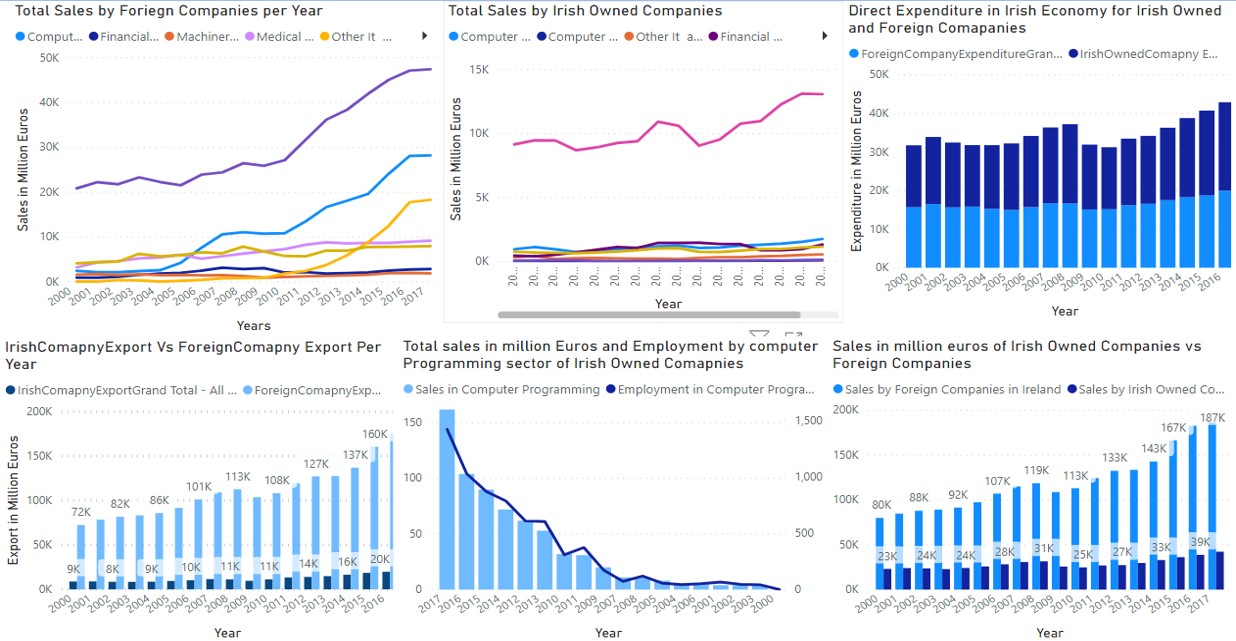 Total Sales by Foriegn Companies per Year
Comput... Financial... Machiner... Medical ... Other It ...
50K
40K
30K
20K
10K
0K
Sales in Million Euros
2000 2001 2002 2003 2004 2005 2006 2007 2008 2009 2010 2011 2012 2013 2014 2015 2016 2017
Years
Total Sales by Irish Owned Companies
Computer ... Computer ... Other It a... Financial ...
15K
10K
5K
0K
Sales in Million Euros
20... 20... 20... 20... 20... 20... 20... 20... 20... 20... 20... 20... 20... 20... 20... 20...
Year
Direct Expenditure in Irish Economy for Irish Owned
and Foreign Comapanies
ForeignCompanyExpenditureGran... IrishOwnedComapny E...
50K
40K
30K
20K
10K
0K
Expenditure in Million Euros
2000 2001 2002 2003 2004 2005 2006 2007 2008 2009 2010 2011 2012 2013 2014 2015 2016
Year
IrishComapnyExport Vs ForeignComapny Export Per
Year
IrishComapnyExportGrand Total - All ... ForeignComapnyExp...
200K
150K
100K
50K
0K
Export in Million Euros
72K 82K 86K 101K 113K 108K 127K 137K 160K
9K 8K 9K 10K 11K 11K 14K 16K 20K
2000 2001 2002 2003 2004 2005 2006 2007 2008 2009 2010 2011 2012 2013 2014 2015 2016
Year
Total sales in million Euros and Employment by computer
Programming sector of Irish Owned Comapnies
Sales in Computer Programming Employment in Computer Progra...
150
100
50
0
1,500
1,000
500
0
2017 2016 2015 2014 2012 2013 2010 2011 2009 2007 2008 2005 2004 2006 2001 2002 2003 2000
Year
Sales in million euros of Irish Owned Companies vs
Foreign Companies
Sales by Foreign Companies in Ireland Sales by Irish Owned Co...
200K
150K
100K
50K
0K
80K 88K 92K 107K 119K 113K 133K 143K 167K 187K
23K 24K 24K 28K 31K 25K 27K 33K 39K
2000 2001 2002 2003 2004 2005 2006 2007 2008 2009 2010 2011 2012 2013 2014 2015 2016 2017
Year